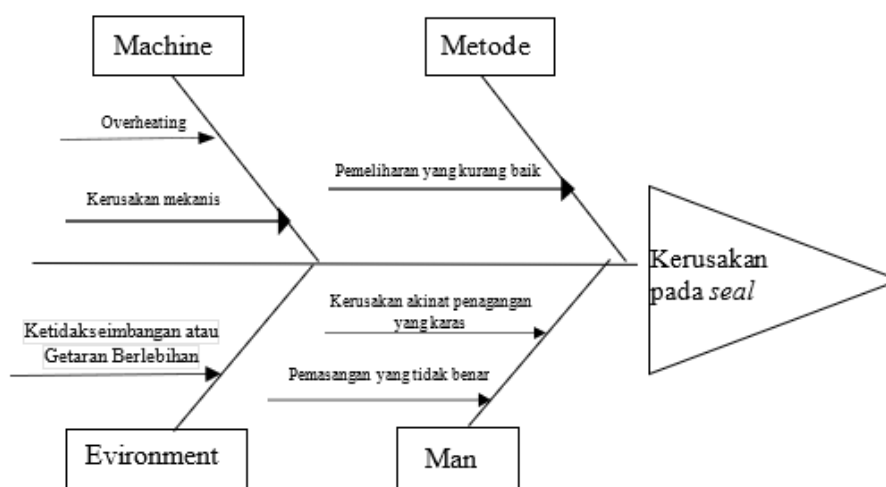 Machine
Metode
Overheating
Pemeliharan yang kurang baik
Kerusakan mekanis
Kerusakan
pada seal
Kerusakan akinat penagangan
yang karas
Ketidakseimbangan atau
Getaran Berlebihan
Pemasangan yang tidak benar
Evironment
Man